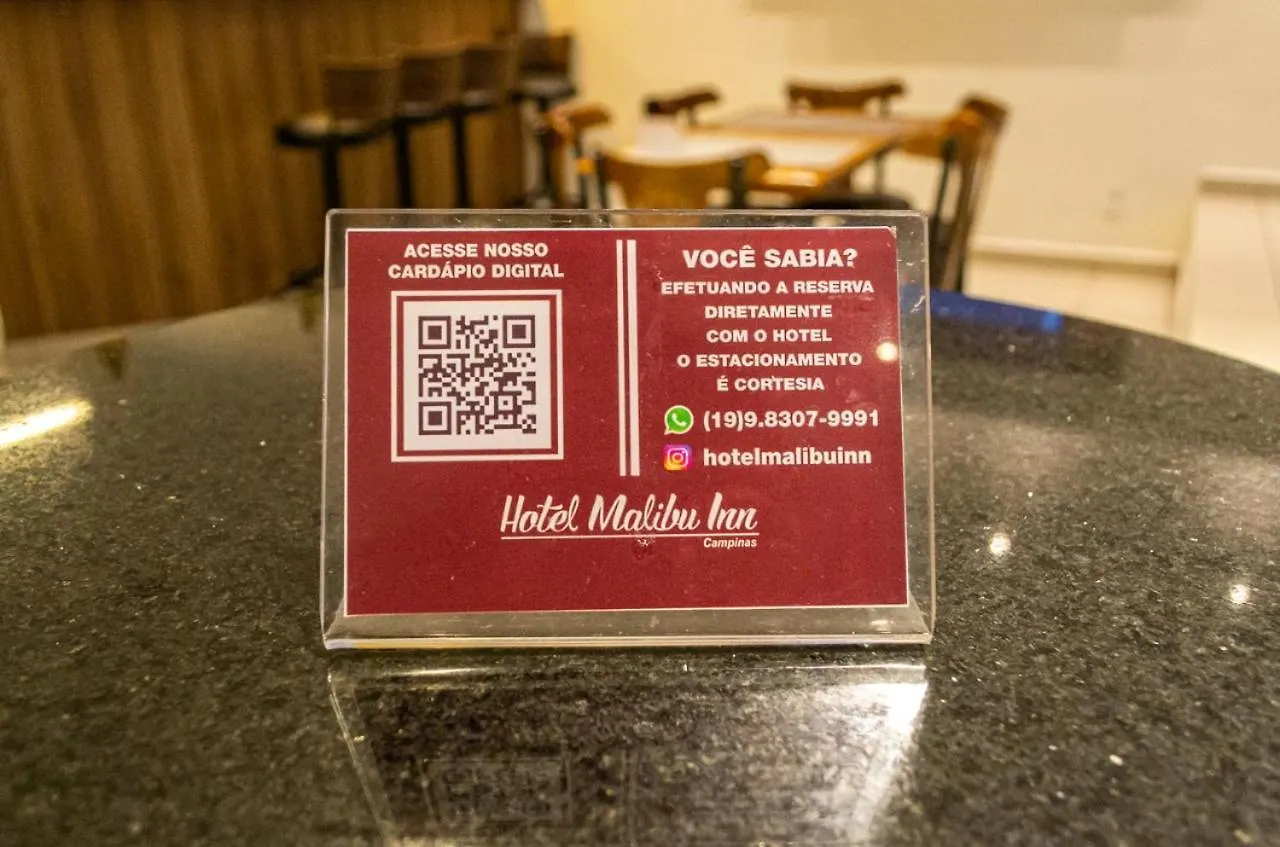 ACESSE NOSSO
CARDÁPIO DIGITAL
VOCÊ SABIA?
EFETUANDO A RESERVA
DIRETAMENTE
COM O HOTEL
O ESTACIONAMENTO
É CORTESIA
(19)9.8307-9991
hotelmalibuinn
Hotel Malibu Inn
Campinas